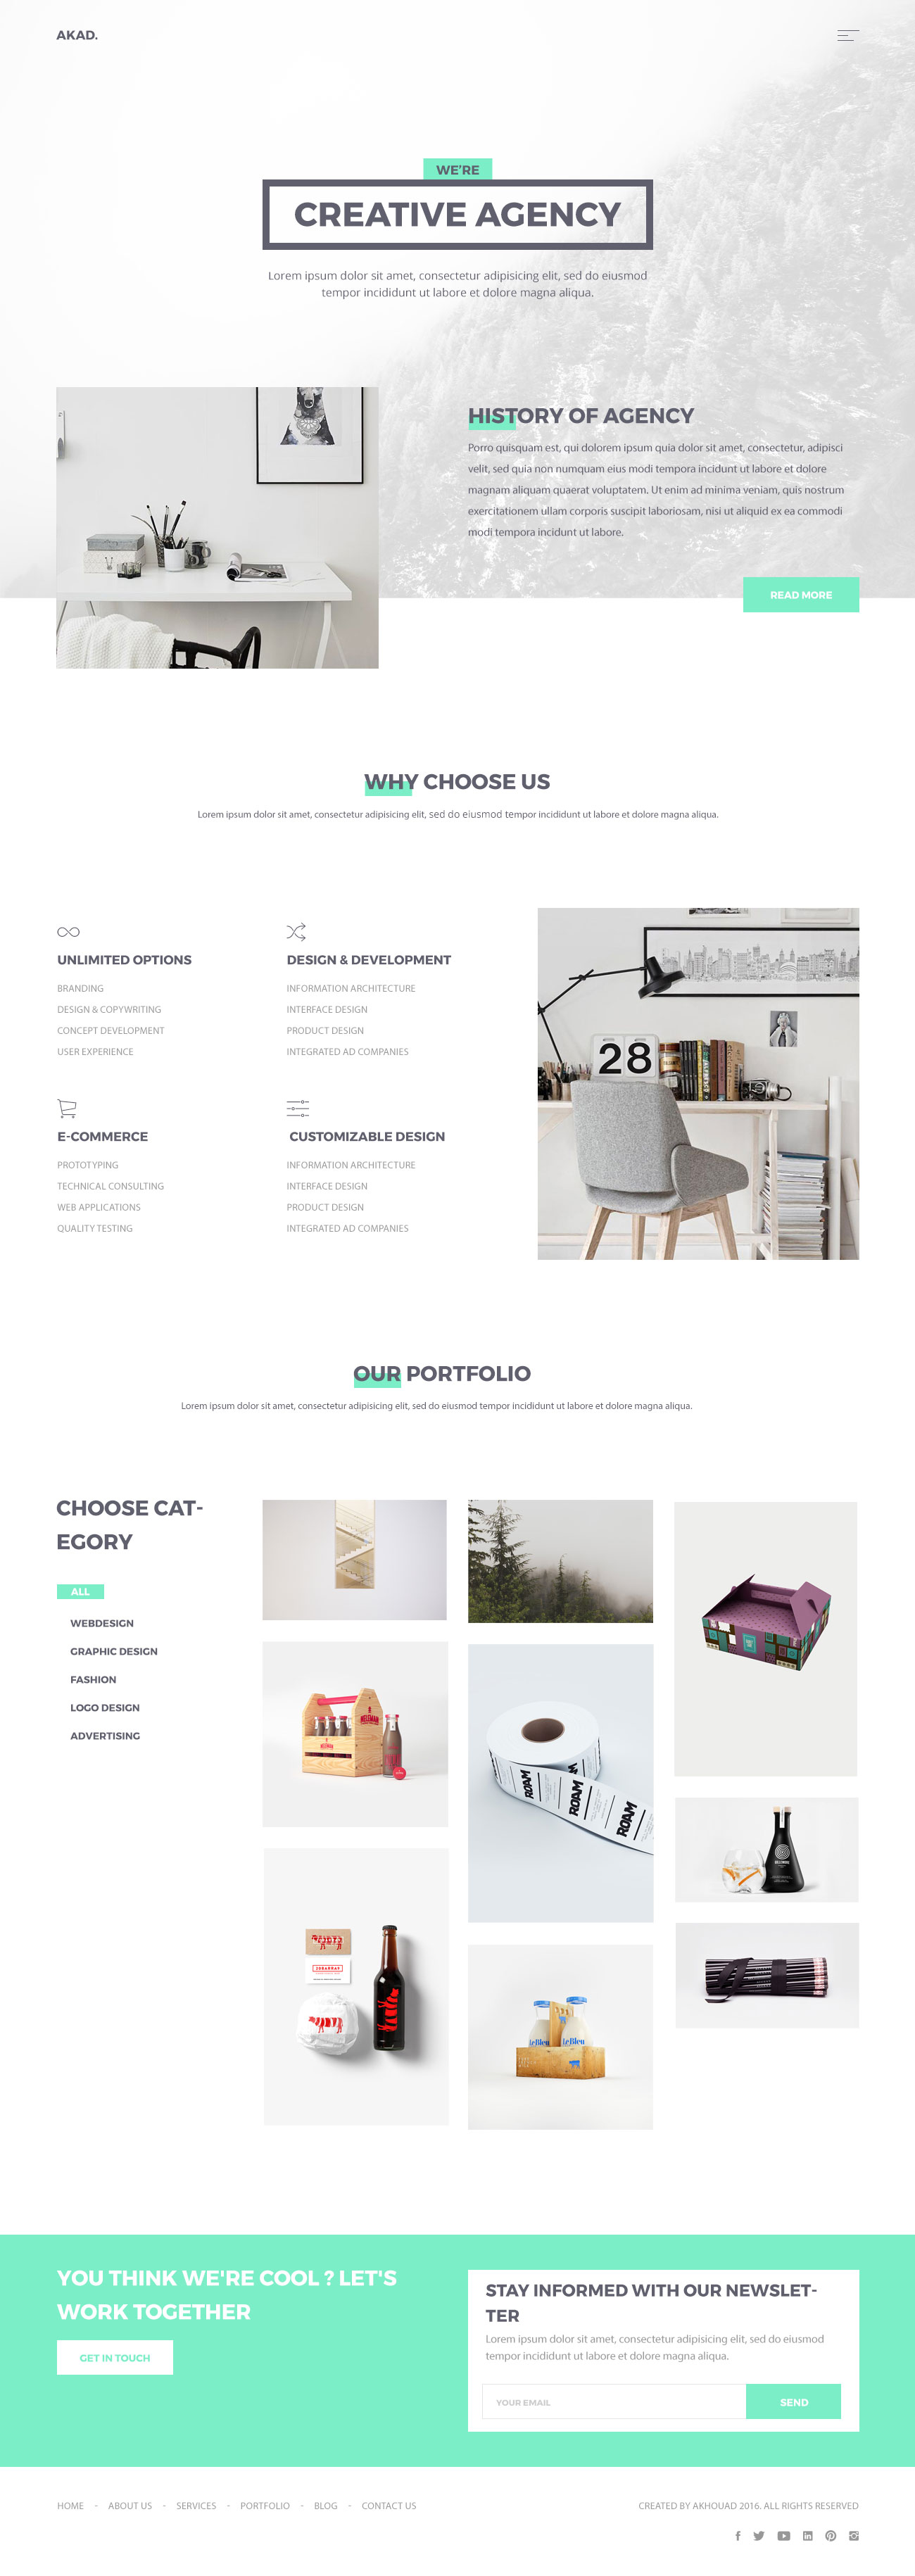 AKAD.
WE'RE
CREATIVE AGENCY
Lorem ipsum dolor sit amet, consectetur adipisicing elit, sed do eiusmod
tempor incididunt ut labore et dolore magna aliqua.
HISTORY OF AGENCY
Porro quisquam est, qui dolorem ipsum quia dolor sit amet, consectetur, adipisci
velit, sed quia non numquam eius modi tempora incidunt ut labore et dolore
magnam aliquam quaerat voluptatem. Ut enim ad minima veniam, quis nostrum
exercitationem ullam corporis suscipit laboriosam, nisi ut aliquid ex ea commodi
modi tempora incidunt ut labore.
READ MORE
WHY CHOOSE US
Lorem ipsum dolor sit amet, consectetur adipisicing elit, sed do eiusmod tempor incididunt ut labore et dolore magna aliqua.
UNLIMITED OPTIONS
BRANDING
DESIGN & COPYWRITING
CONCEPT DEVELOPMENT
USER EXPERIENCE
DESIGN & DEVELOPMENT
INFORMATION ARCHITECTURE
INTERFACE DESIGN
PRODUCT DESIGN
INTEGRATED AD COMPANIES
28
E-COMMERCE
PROTOTYPING
TECHNICAL CONSULTING
WEB APPLICATIONS
QUALITY TESTING
CUSTOMIZABLE DESIGN
INFORMATION ARCHITECTURE
INTERFACE DESIGN
PRODUCT DESIGN
INTEGRATED AD COMPANIES
OUR PORTFOLIO
Lorem ipsum dolor sit amet, consectetur adipisicing elit, sed do eiusmod tempor incididunt ut labore et dolore magna aliqua.
CHOOSE CAT-
EGORY
ALL
WEBDESIGN
GRAPHIC DESIGN
FASHION
LOGO DESIGN
ADVERTISING
ROAM
ROAM
ROAM
LeBleu
LeBleu
YOU THINK WE'RE COOL ? LET'S
WORK TOGETHER
GET IN TOUCH
STAY INFORMED WITH OUR NEWSLET-
TER
Lorem ipsum dolor sit amet, consectetur adipisicing elit, sed do eiusmod
tempor incididunt ut labore et dolore magna aliqua.
YOUR EMAIL
SEND
HOME - ABOUT US - SERVICES - PORTFOLIO - BLOG - CONTACT US
CREATED BY AKHOUAD 2016. ALL RIGHTS RESERVED